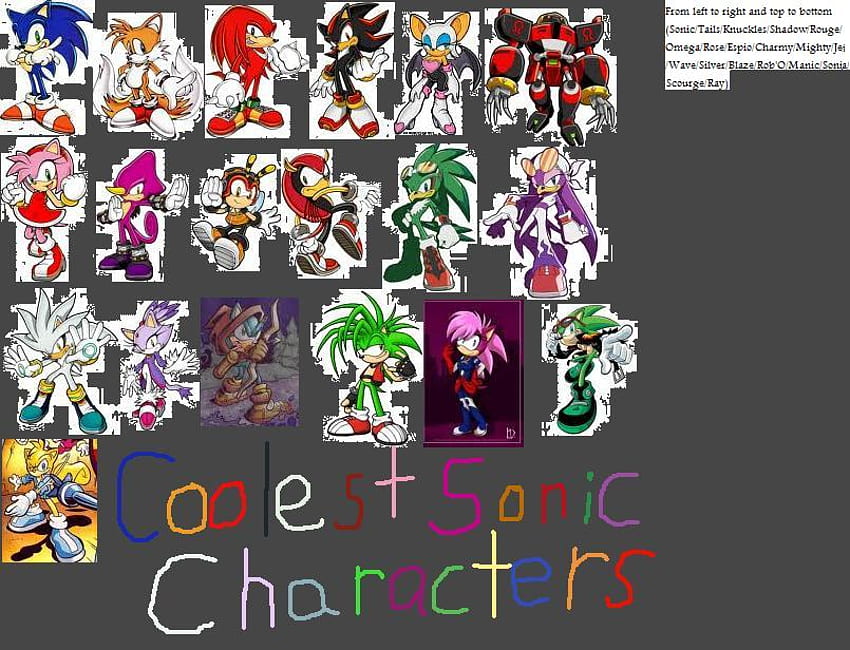 From left to right and top to bottom
(Sonic/Tails/Knuckles/Shadow/Rouge/
Omega/Rose/Espio/Charmy/Mighty/Jej
/Wave/Silver/Blaze/Rob'O/Manic/Sonia/
Scourge/Ray)
Coolest Sonic
Characters